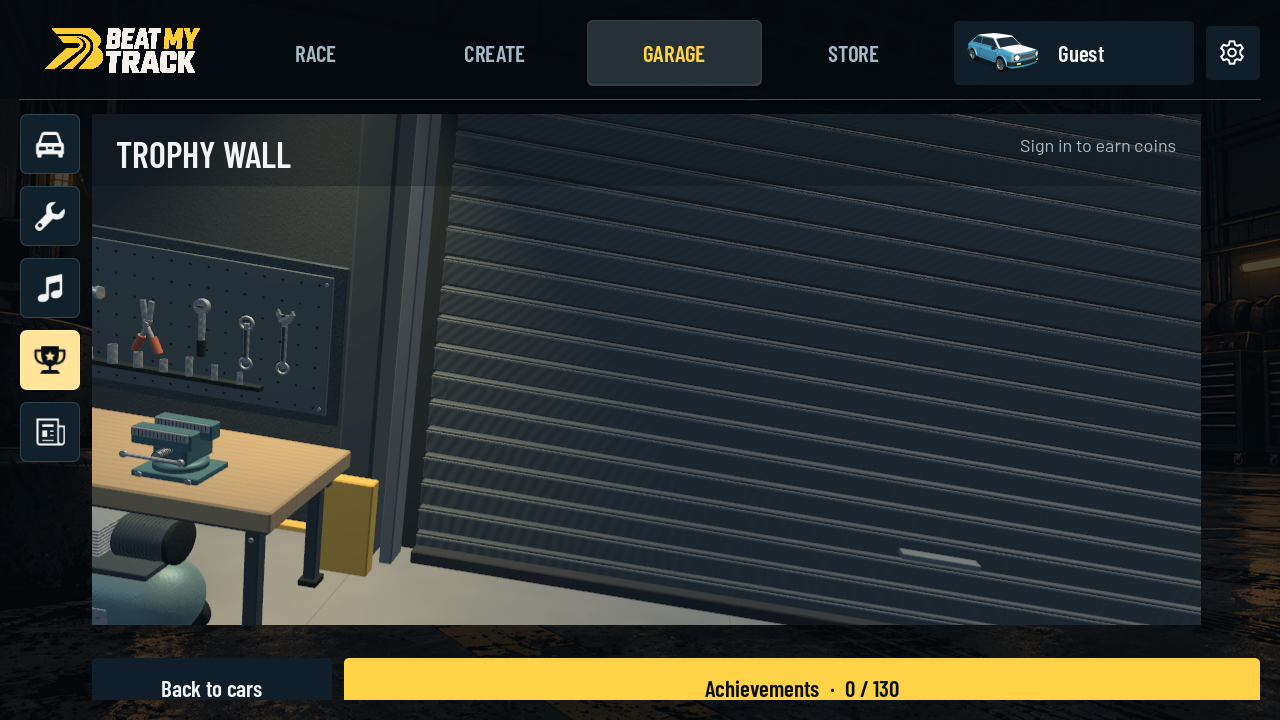 BEAT MY
TRACK
RACE
CREATE
GARAGE
STORE
Guest
TROPHY WALL
Sign in to earn coins
Back to cars
Achievements · 0 / 130